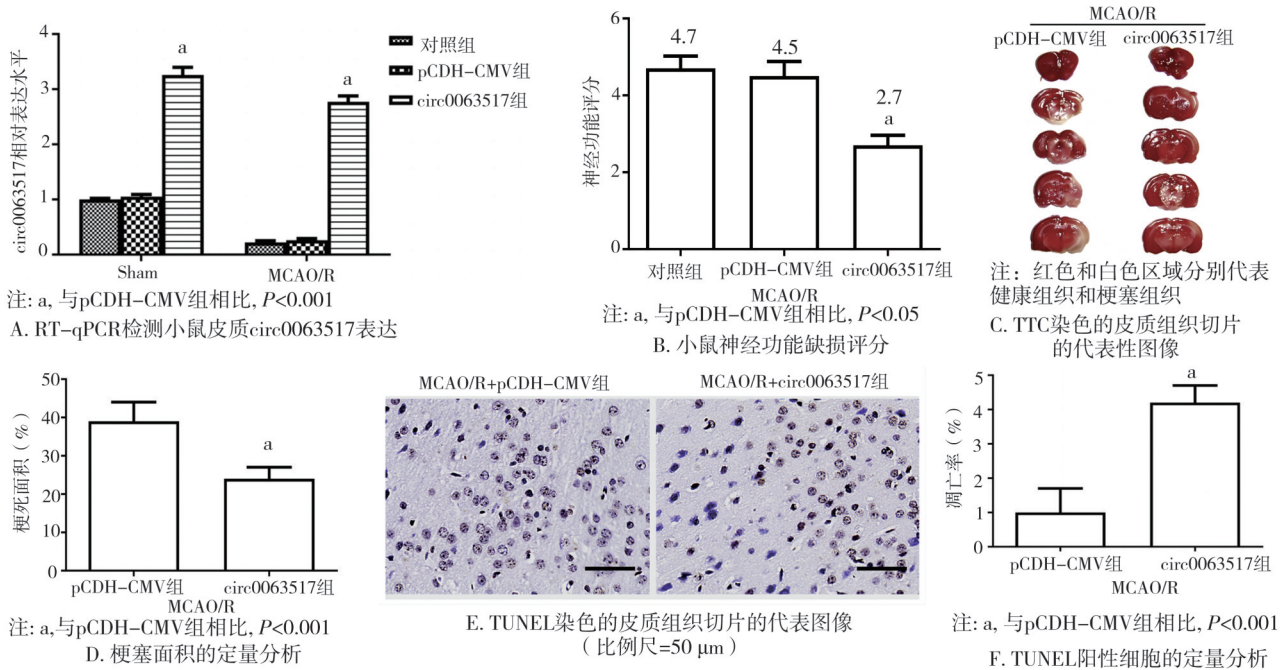 circ0063517相对表达水平
4
3
2
1
0
a
a
Sham
MCAO/R
对照组
pCDH-CMV组
circ0063517组
注: a, 与pCDH-CMV组相比, P<0.001
A. RT-qPCR检测小鼠皮质circ0063517表达
神经功能评分
6
4
2
0
4.7
4.5
2.7
a
对照组
pCDH-CMV组
circ0063517组
MCAO/R
注: a, 与pCDH-CMV组相比, P<0.05
B. 小鼠神经功能缺损评分
MCAO/R
pCDH-CMV组
circ0063517组
注：红色和白色区域分别代表
健康组织和梗塞组织
C. TTC染色的皮质组织切片
的代表性图像
梗死面积（%）
50
40
30
20
10
0
a
pCDH-CMV组
circ0063517组
MCAO/R
注: a,与pCDH-CMV组相比, P<0.001
D. 梗塞面积的定量分析
MCAO/R+pCDH-CMV组
MCAO/R+circ0063517组
E. TUNEL染色的皮质组织切片的代表图像
（比例尺=50 μm）
凋亡率（%）
5
4
3
2
1
0
a
pCDH-CMV组
circ0063517组
MCAO/R
注: a, 与pCDH-CMV组相比, P<0.001
F. TUNEL阳性细胞的定量分析